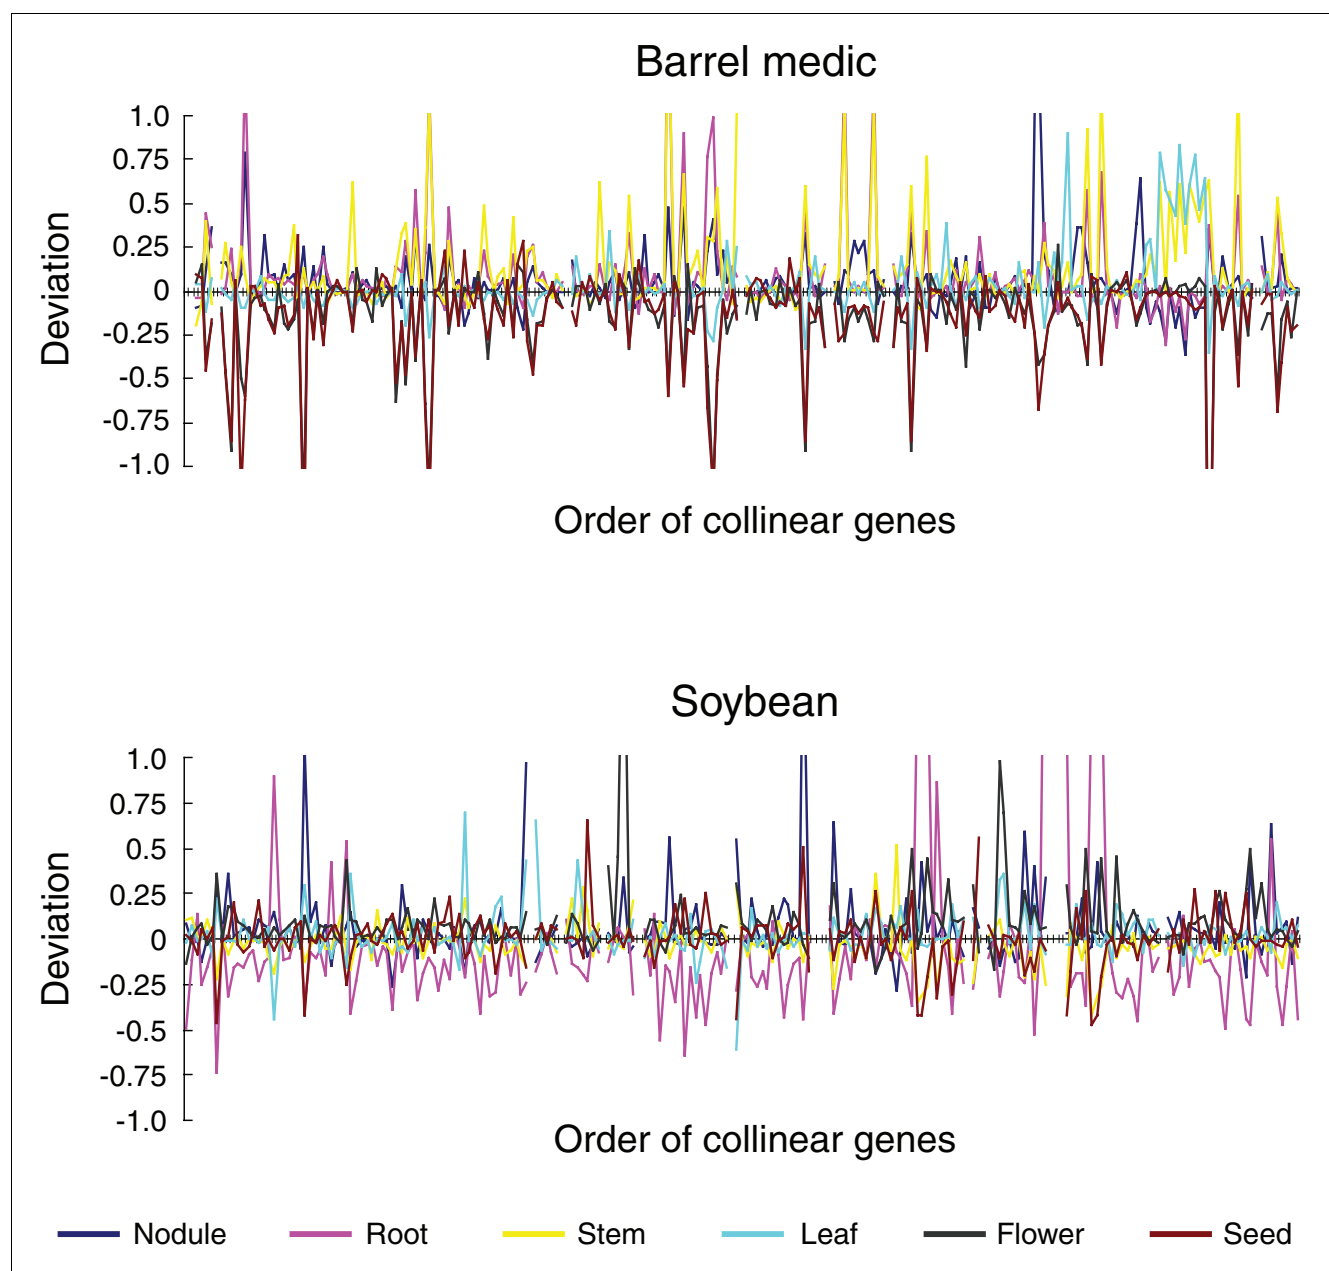 Barrel medic
1.0
0.75
0.5
0.25
0
-0.25
-0.5
-0.75
-1.0
Deviation
Order of collinear genes
Soybean
1.0
0.75
0.5
0.25
0
-0.25
-0.5
-0.75
-1.0
Deviation
Order of collinear genes
Nodule Root Stem Leaf Flower Seed